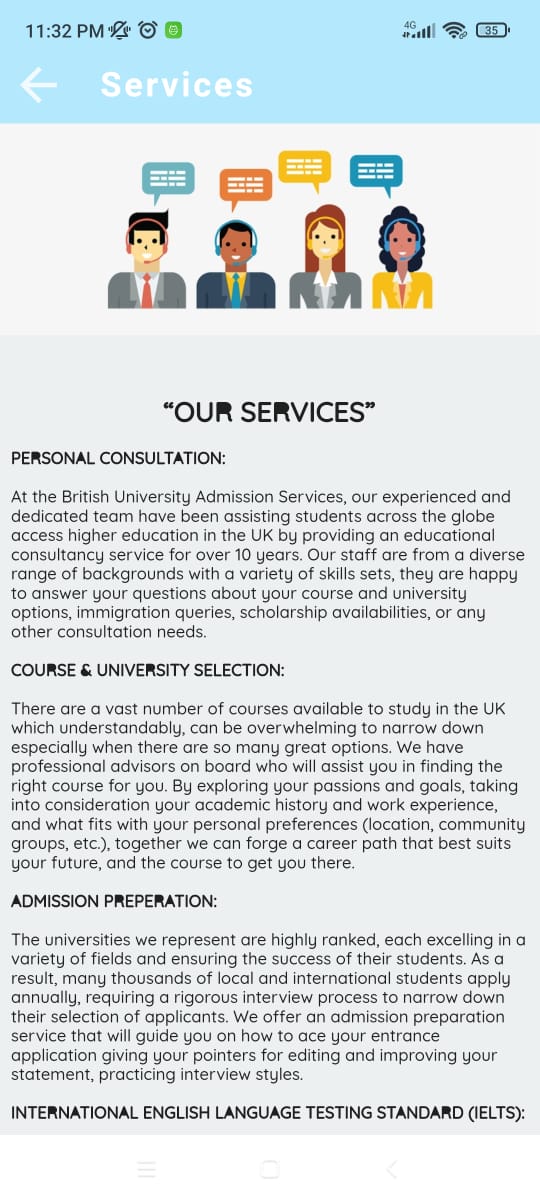 11:32 PM
4G
35
Services
“OUR SERVICES”
PERSONAL CONSULTATION:
At the British University Admission Services, our experienced and
dedicated team have been assisting students across the globe
access higher education in the UK by providing an educational
consultancy service for over 10 years. Our staff are from a diverse
range of backgrounds with a variety of skills sets, they are happy
to answer your questions about your course and university
options, immigration queries, scholarship availabilities, or any
other consultation needs.
COURSE & UNIVERSITY SELECTION:
There are a vast number of courses available to study in the UK
which understandably, can be overwhelming to narrow down
especially when there are so many great options. We have
professional advisors on board who will assist you in finding the
right course for you. By exploring your passions and goals, taking
into consideration your academic history and work experience,
and what fits with your personal preferences (location, community
groups, etc.), together we can forge a career path that best suits
your future, and the course to get you there.
ADMISSION PREPERATION:
The universities we represent are highly ranked, each excelling in a
variety of fields and ensuring the success of their students. As a
result, many thousands of local and international students apply
annually, requiring a rigorous interview process to narrow down
their selection of applicants. We offer an admission preparation
service that will guide you on how to ace your entrance
application giving your pointers for editing and improving your
statement, practicing interview styles.
INTERNATIONAL ENGLISH LANGUAGE TESTING STANDARD (IELTS):